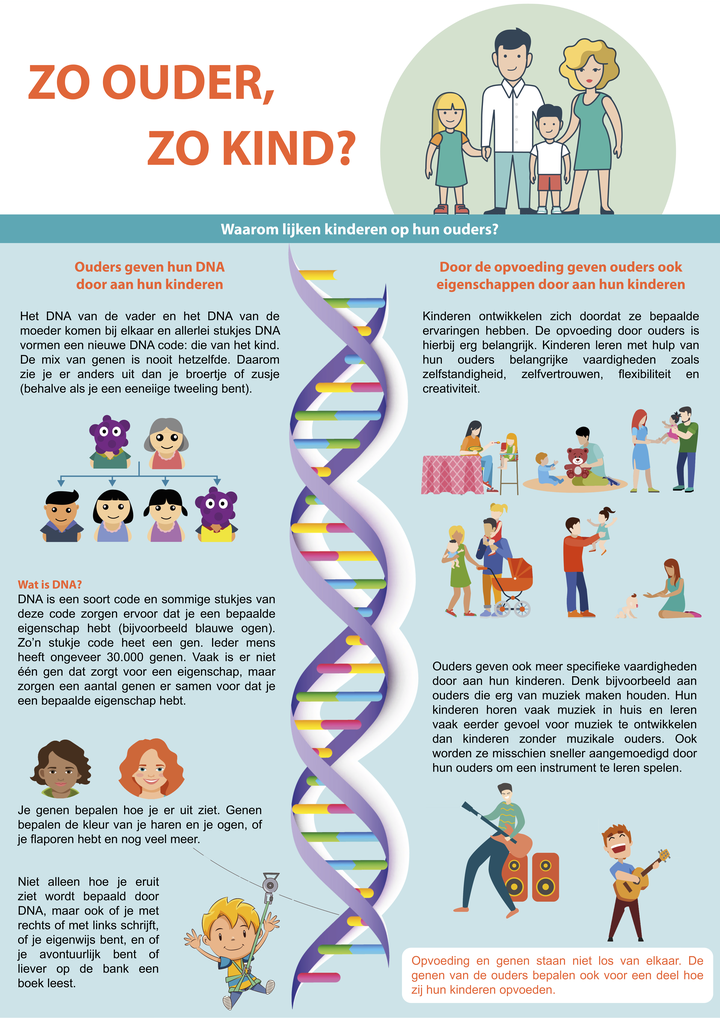 ZO OUDER,
ZO KIND?
Waarom lijken kinderen op hun ouders?
Ouders geven hun DNA
door aan hun kinderen
Het DNA van de vader en het DNA van de
moeder komen bij elkaar en allerlei stukjes DNA
vormen een nieuwe DNA code: die van het kind.
De mix van genen is nooit hetzelfde. Daarom
zie je er anders uit dan je broertje of zusje
(behalve als je een eeneiige tweeling bent).
Wat is DNA?
DNA is een soort code en sommige stukjes van
deze code zorgen ervoor dat je een bepaalde
eigenschap hebt (bijvoorbeeld blauwe ogen).
Zo'n stukje code heet een gen. Ieder mens
heeft ongeveer 30.000 genen. Vaak is er niet
één gen dat zorgt voor een eigenschap, maar
zorgen een aantal genen er samen voor dat je
een bepaalde eigenschap hebt.
Je genen bepalen hoe je er uit ziet. Genen
bepalen de kleur van je haren en je ogen, of
je flaporen hebt en nog veel meer.
Niet alleen hoe je eruit
ziet wordt bepaald door
DNA, maar ook of je met
rechts of met links schrijft,
of je eigenwijs bent, en of
je avontuurlijk bent of
liever op de bank een
boek leest.
Door de opvoeding geven ouders ook
eigenschappen door aan hun kinderen
Kinderen ontwikkelen zich doordat ze bepaalde
ervaringen hebben. De opvoeding door ouders is
hierbij erg belangrijk. Kinderen leren met hulp van
hun ouders belangrijke vaardigheden zoals
zelfstandigheid, zelfvertrouwen, flexibiliteit en
creativiteit.
Ouders geven ook meer specifieke vaardigheden
door aan hun kinderen. Denk bijvoorbeeld aan
ouders die erg van muziek maken houden. Hun
kinderen horen vaak muziek in huis en leren
vaak eerder gevoel voor muziek te ontwikkelen
dan kinderen zonder muzikale ouders. Ook
worden ze misschien sneller aangemoedigd door
hun ouders om een instrument te leren spelen.
Opvoeding en genen staan niet los van elkaar. De
genen van de ouders bepalen ook voor een deel hoe
zij hun kinderen opvoeden.